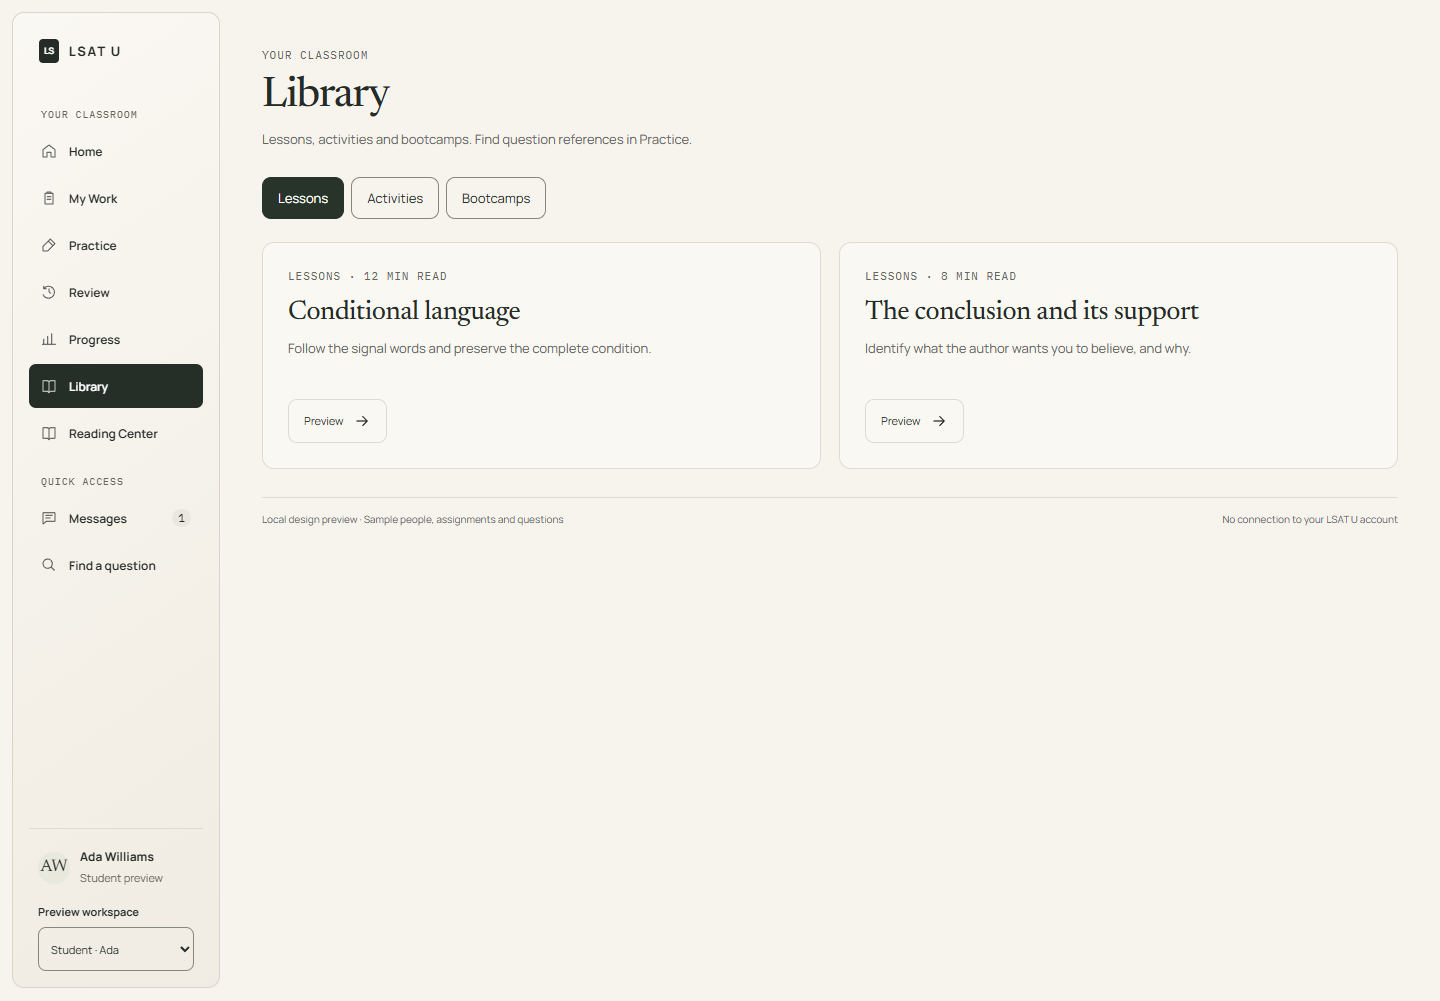 LS LSAT U
YOUR CLASSROOM
Home
My Work
Practice
Review
Progress
Library
Reading Center
QUICK ACCESS
Messages 1
Find a question
AW Ada Williams
Student preview
Preview workspace
Student · Ada
YOUR CLASSROOM
Library
Lessons, activities and bootcamps. Find question references in Practice.
Lessons Activities Bootcamps
LESSONS · 12 MIN READ
Conditional language
Follow the signal words and preserve the complete condition.
Preview →
LESSONS · 8 MIN READ
The conclusion and its support
Identify what the author wants you to believe, and why.
Preview →
Local design preview · Sample people, assignments and questions
No connection to your LSAT U account